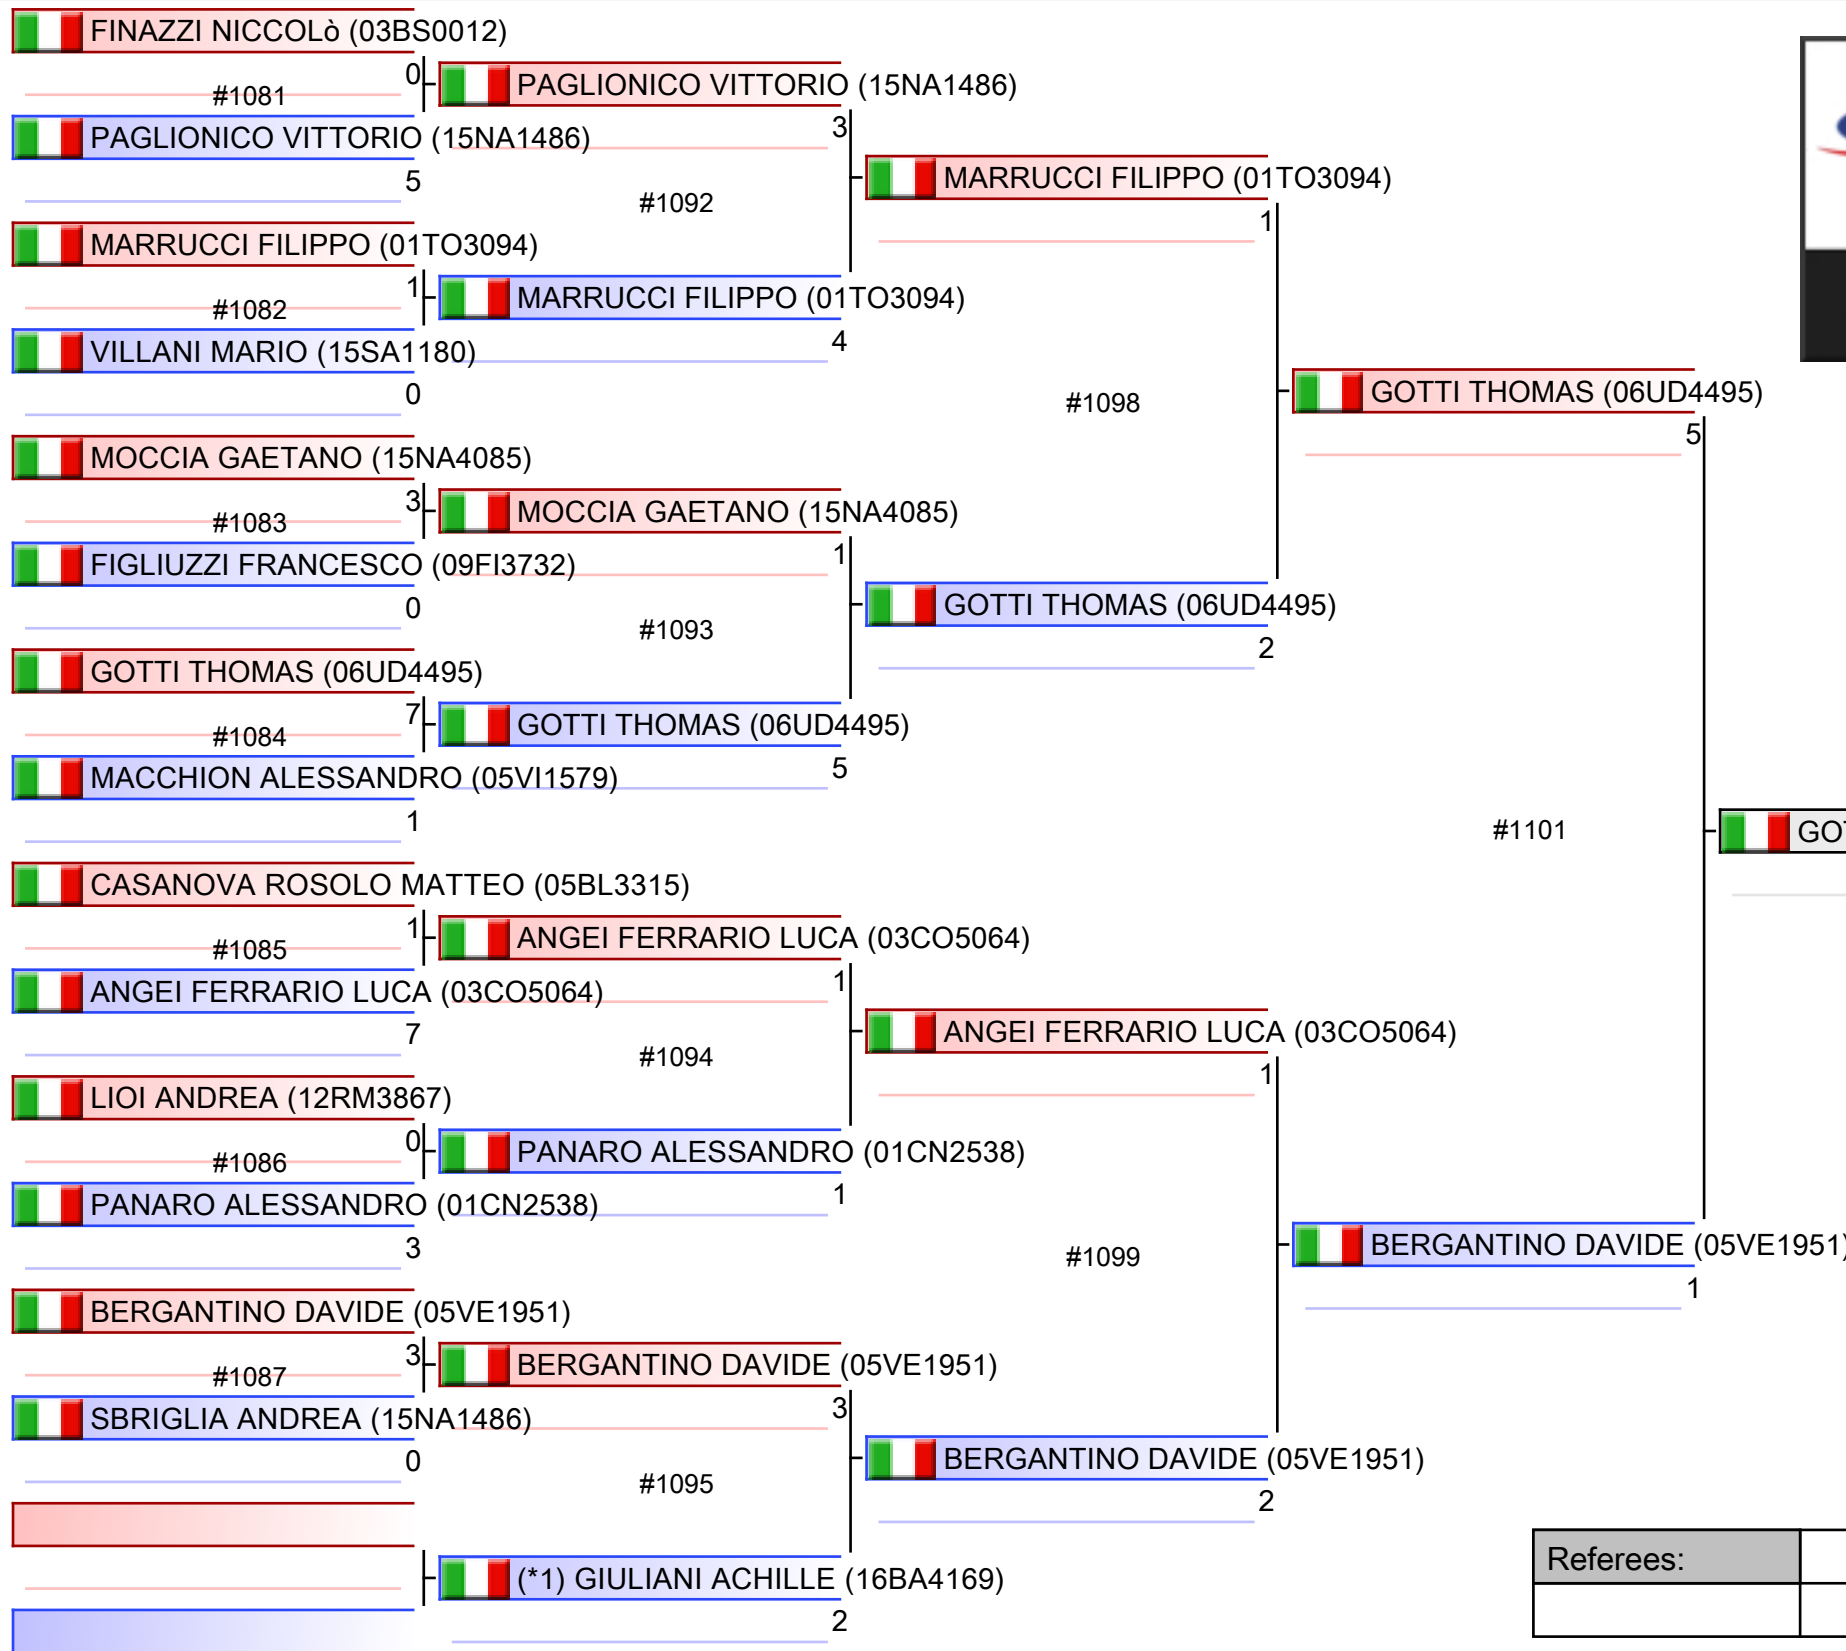 FINAZZI NICCOLò (03BS0012)
0
#1081
PAGLIONICO VITTORIO (15NA1486)
5
MARRUCCI FILIPPO (01TO3094)
1
#1082
VILLANI MARIO (15SA1180)
0
MOCCIA GAETANO (15NA4085)
3
#1083
FIGLIUZZI FRANCESCO (09FI3732)
0
GOTTI THOMAS (06UD4495)
7
#1084
MACCHION ALESSANDRO (05VI1579)
1
CASANOVA ROSOLO MATTEO (05BL3315)
1
#1085
ANGEI FERRARIO LUCA (03CO5064)
7
LIOI ANDREA (12RM3867)
0
#1086
PANARO ALESSANDRO (01CN2538)
3
BERGANTINO DAVIDE (05VE1951)
3
#1087
SBRIGLIA ANDREA (15NA1486)
0
PAGLIONICO VITTORIO (15NA1486)
3
#1092
MARRUCCI FILIPPO (01TO3094)
4
MOCCIA GAETANO (15NA4085)
1
#1093
GOTTI THOMAS (06UD4495)
5
ANGEI FERRARIO LUCA (03CO5064)
1
#1094
PANARO ALESSANDRO (01CN2538)
1
BERGANTINO DAVIDE (05VE1951)
3
#1095
(*1) GIULIANI ACHILLE (16BA4169)
2
MARRUCCI FILIPPO (01TO3094)
1
#1098
GOTTI THOMAS (06UD4495)
2
ANGEI FERRARIO LUCA (03CO5064)
1
#1099
BERGANTINO DAVIDE (05VE1951)
2
GOTTI THOMAS (06UD4495)
5
#1101
BERGANTINO DAVIDE (05VE1951)
1
Referees: